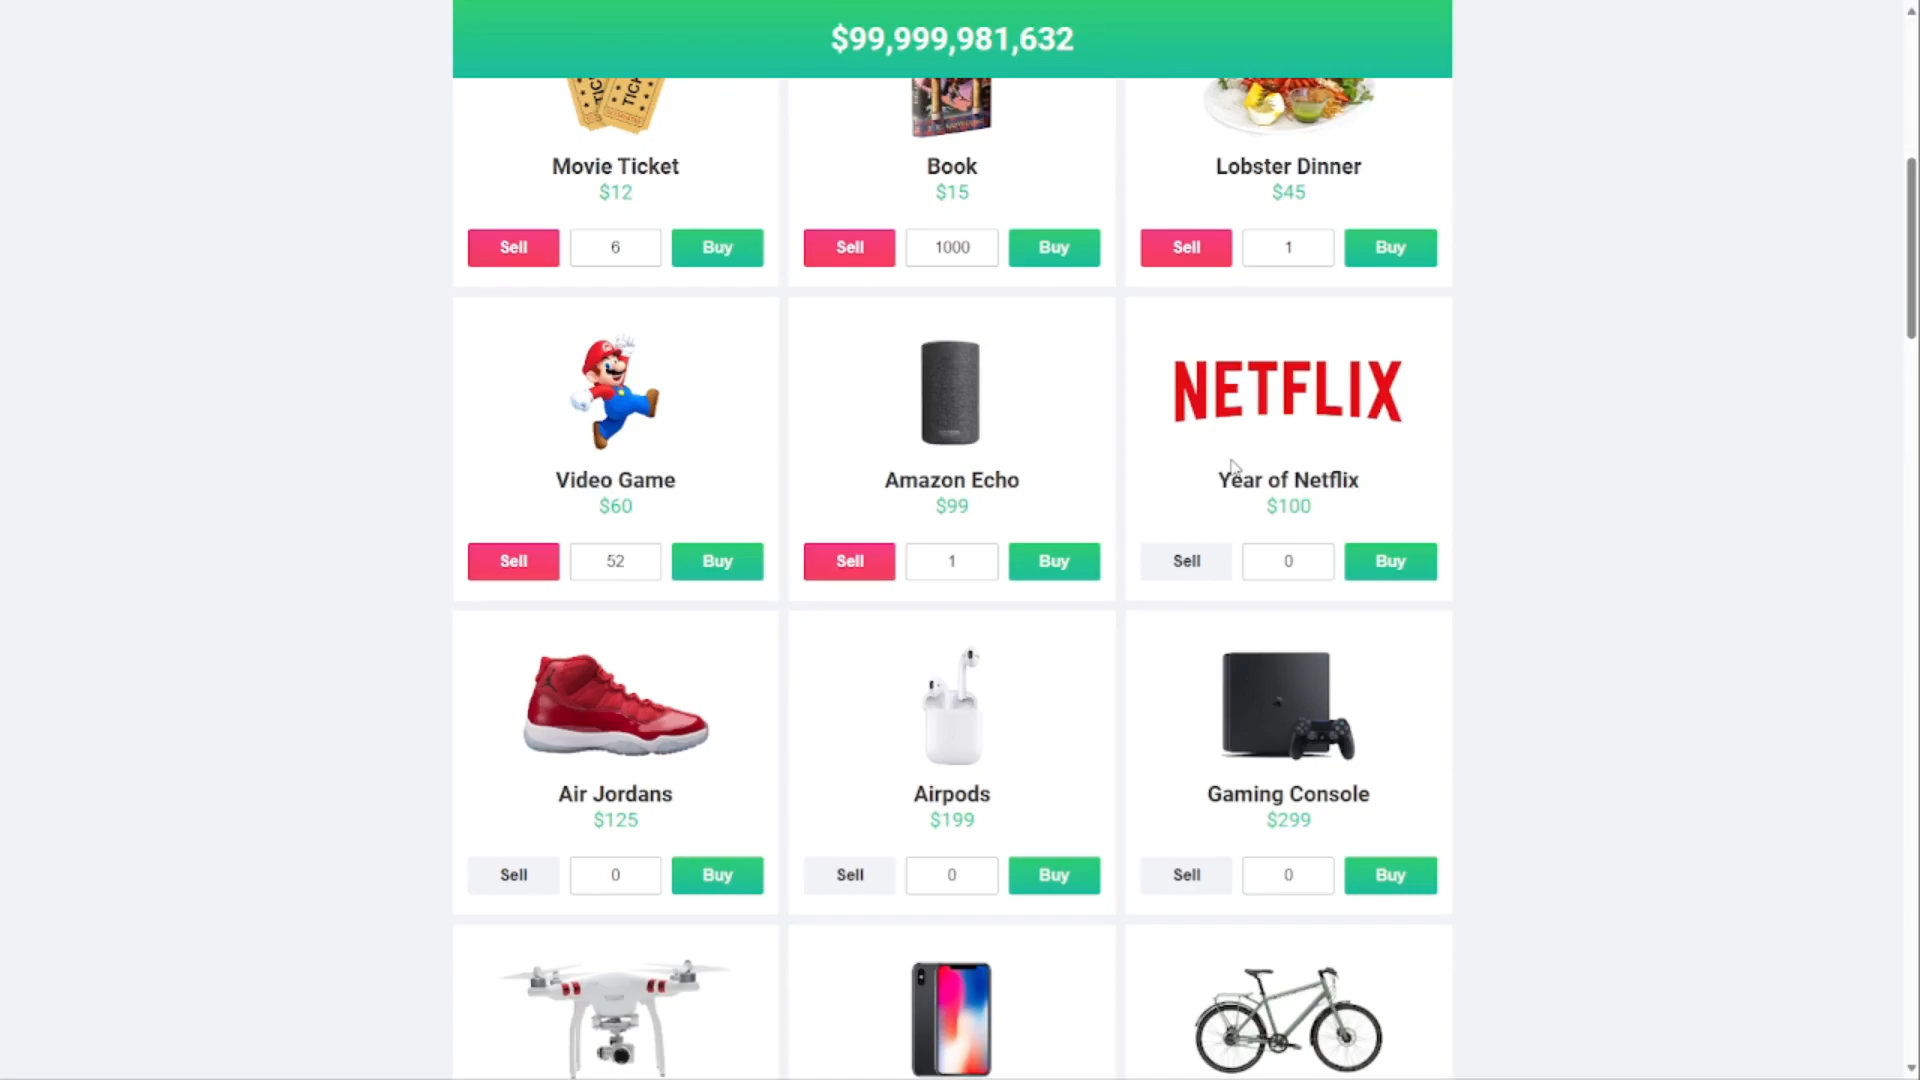 $99,999,981,632
TIC TICK
Movie Ticket
$12
Sell 6 Buy
Book
$15
Sell 1000 Buy
Lobster Dinner
$45
Sell 1 Buy
Video Game
$60
Sell 52 Buy
Amazon Echo
$99
Sell 1 Buy
NETFLIX
Year of Netflix
$100
Sell 0 Buy
Air Jordans
$125
Sell 0 Buy
Airpods
$199
Sell 0 Buy
Gaming Console
$299
Sell 0 Buy